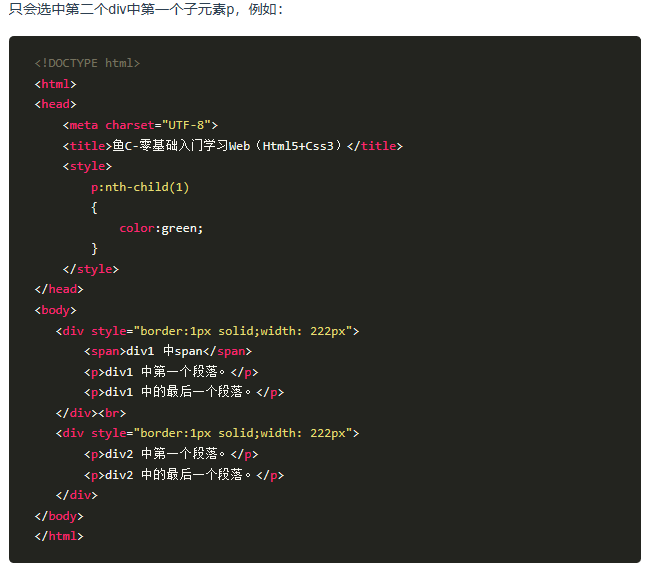 只会选中第二个div中第一个子元素p，例如：
<!DOCTYPE html>
<html>
<head>
    <meta charset="UTF-8">
    <title>鱼C-零基础入门学习Web（Html5+Css3）</title>
    <style>
        p:nth-child(1)
        {
            color:green;
        }
    </style>
</head>
<body>
   <div style="border:1px solid;width: 222px">
       <span>div1 中span</span>
       <p>div1 中第一个段落。</p>
       <p>div1 中的最后一个段落。</p>
   </div><br>
   <div style="border:1px solid;width: 222px">
       <p>div2 中第一个段落。</p>
       <p>div2 中的最后一个段落。</p>
   </div>
</body>
</html>